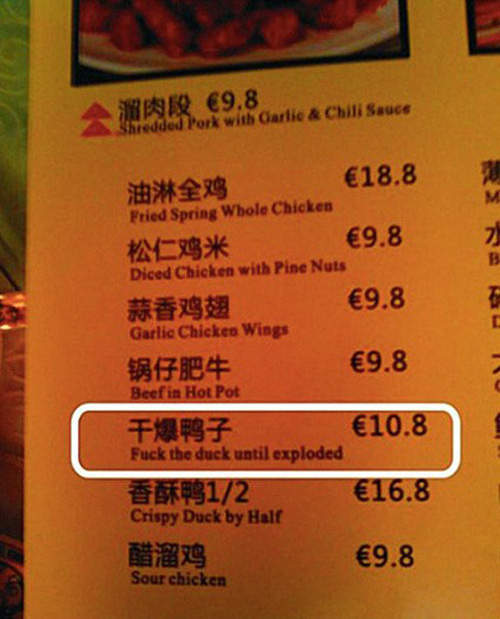 溜肉段 €9.8
Shredded Pork with Garlic & Chili Sauce
油淋全鸡 €18.8
Fried Spring Whole Chicken
松仁鸡米 €9.8
Diced Chicken with Pine Nuts
蒜香鸡翅 €9.8
Garlic Chicken Wings
锅仔肥牛 €9.8
Beef in Hot Pot
干爆鸭子 €10.8
Fuck the duck until exploded
香酥鸭1/2 €16.8
Crispy Duck by Half
醋溜鸡 €9.8
Sour chicken